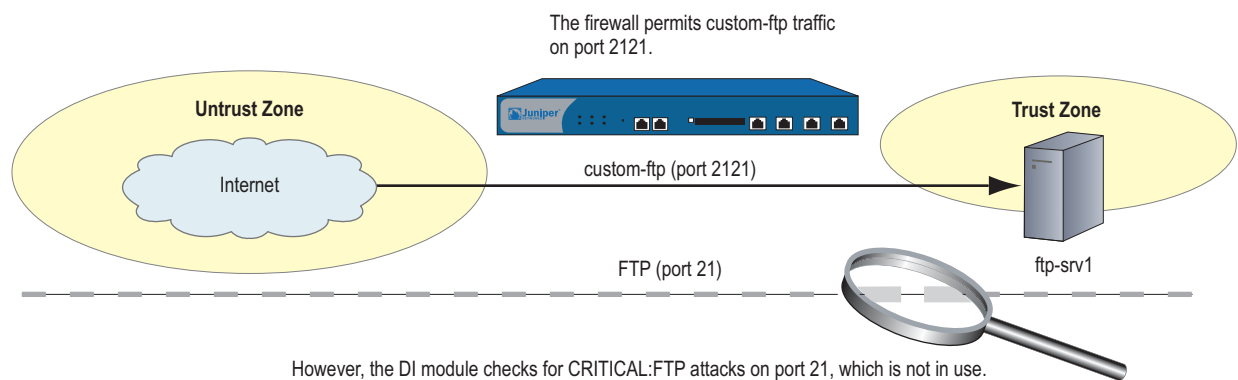 The firewall permits custom-ftp traffic
on port 2121.
Untrust Zone
Trust Zone
Juniper
NETWORKS
custom-ftp (port 2121)
Internet
FTP (port 21)
ftp-srv1
However, the DI module checks for CRITICAL:FTP attacks on port 21, which is not in use.